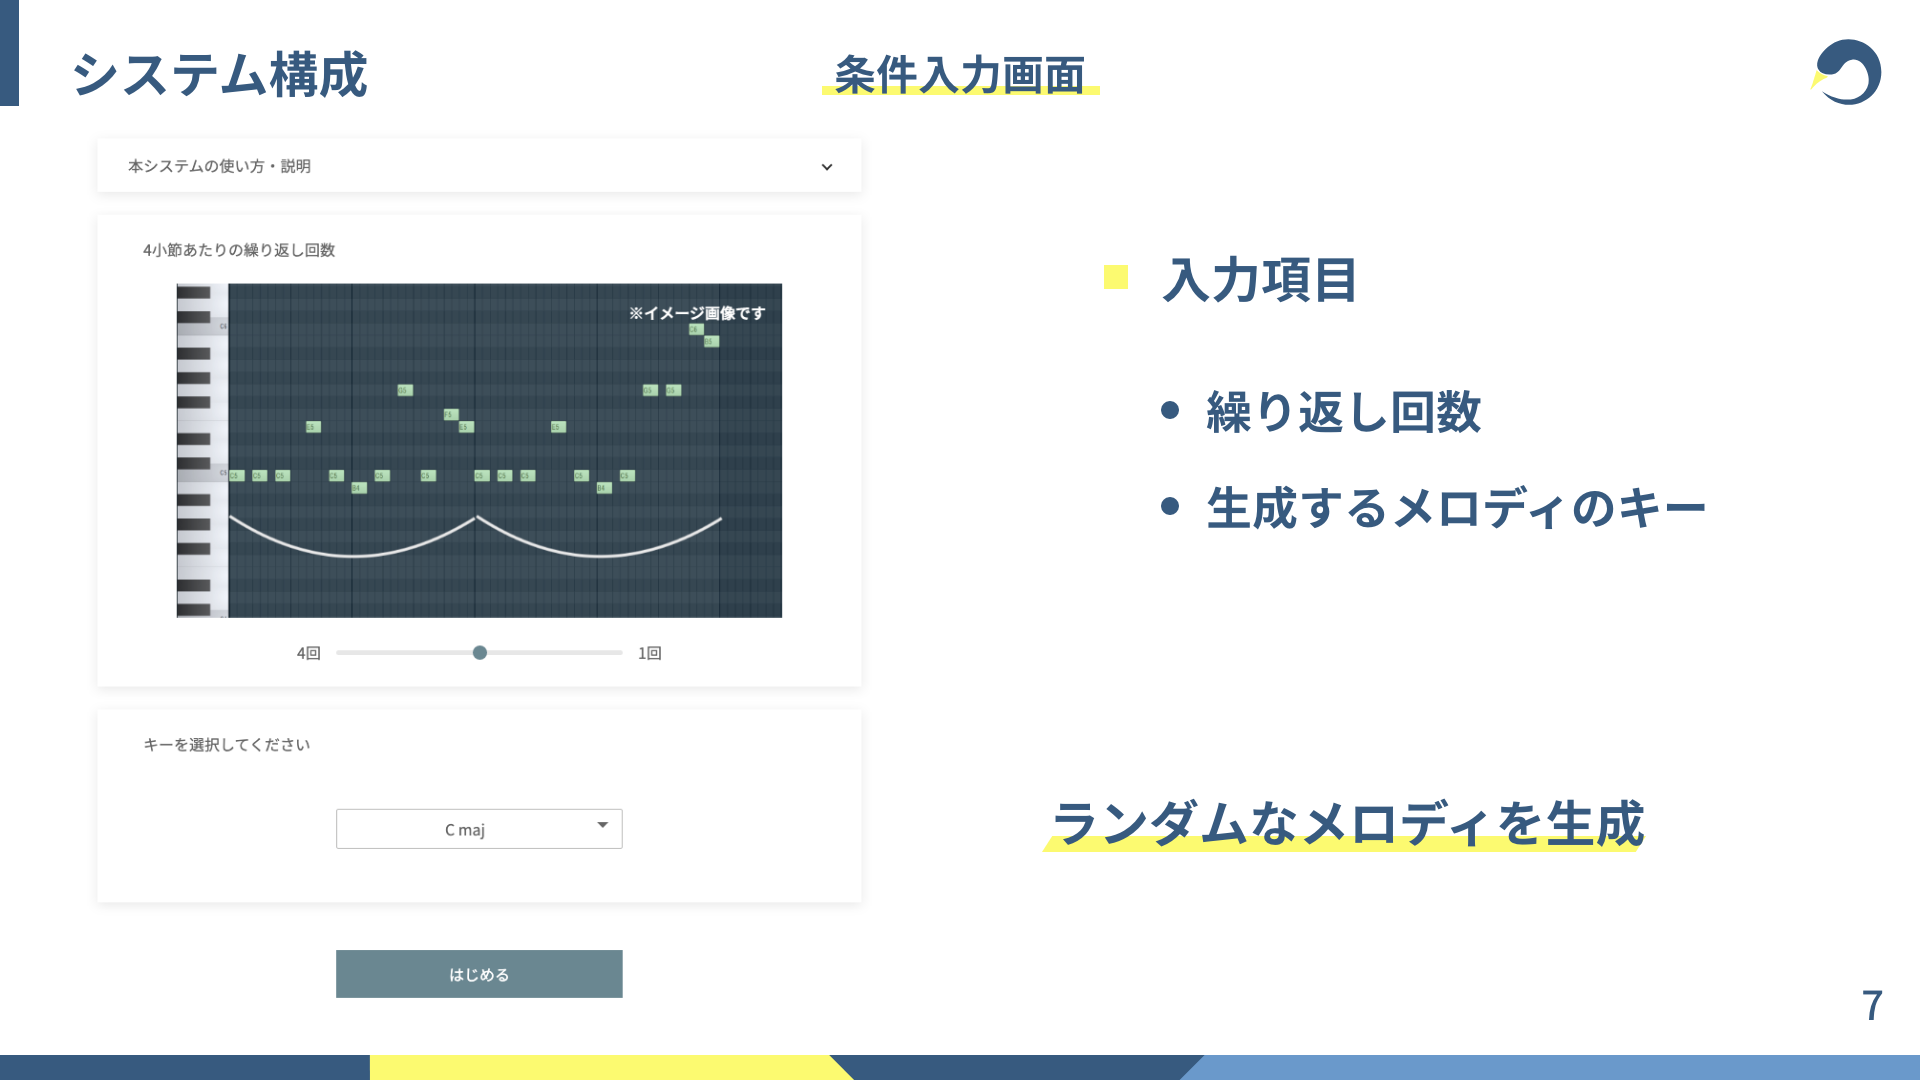 システム構成
条件入力画面
本システムの使い方・説明
4小節あたりの繰り返し回数
※イメージ画像です
4回
1回
キーを選択してください
C maj
はじめる
入力項目
繰り返し回数
生成するメロディのキー
ランダムなメロディを生成
7